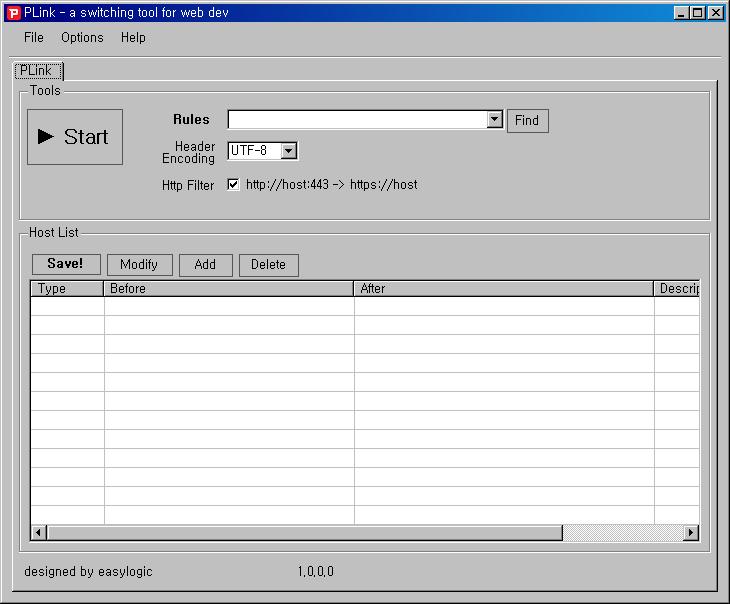 P PLink - a switching tool for web dev
File Options Help
PLink
Tools
Start
Rules
Find
Header
Encoding
UTF-8
Http Filter http://host:443 -> https://host
Host List
Save! Modify Add Delete
Type Before After Descrip
designed by easylogic 1,0,0,0